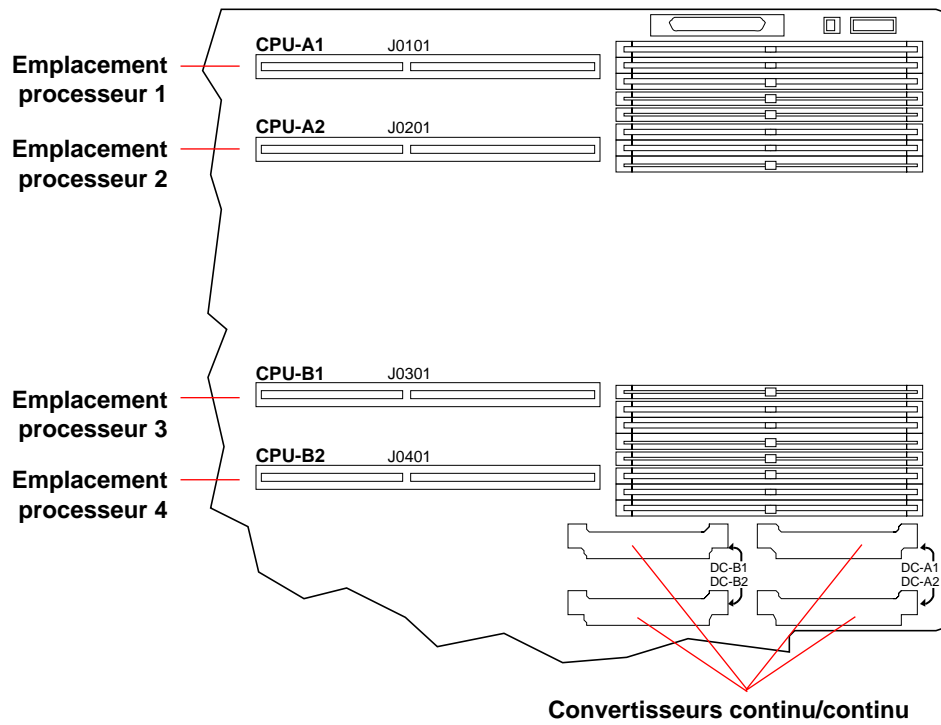 CPU-A1 J0101
Emplacement
processeur 1
CPU-A2 J0201
Emplacement
processeur 2
CPU-B1 J0301
Emplacement
processeur 3
CPU-B2 J0401
Emplacement
processeur 4
DC-B1
DC-B2
DC-A1
DC-A2
Convertisseurs continu/continu